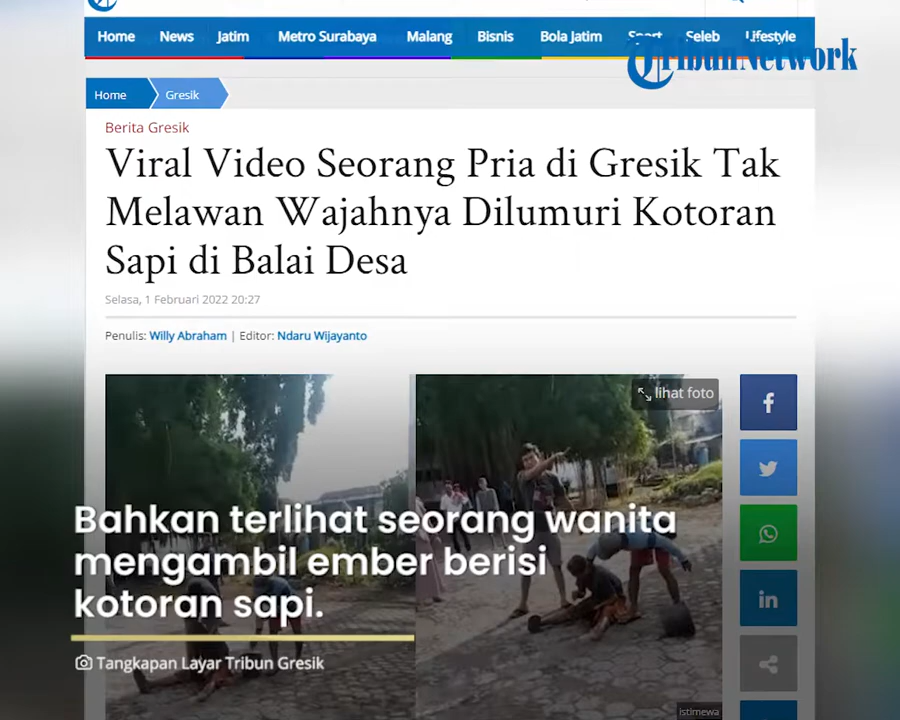 Home News Jatim Metro Surabaya Malang Bisnis Bola Jatim Sport Seleb Lifestyle
TribunNetwork
Home Gresik
Berita Gresik
Viral Video Seorang Pria di Gresik Tak
Melawan Wajahnya Dilumuri Kotoran
Sapi di Balai Desa
Selasa, 1 Februari 2022 20:27
Penulis: Willy Abraham | Editor: Ndaru Wijayanto
lihat foto
Bahkan terlihat seorang wanita
mengambil ember berisi
kotoran sapi.
Tangkapan Layar Tribun Gresik
istimewa